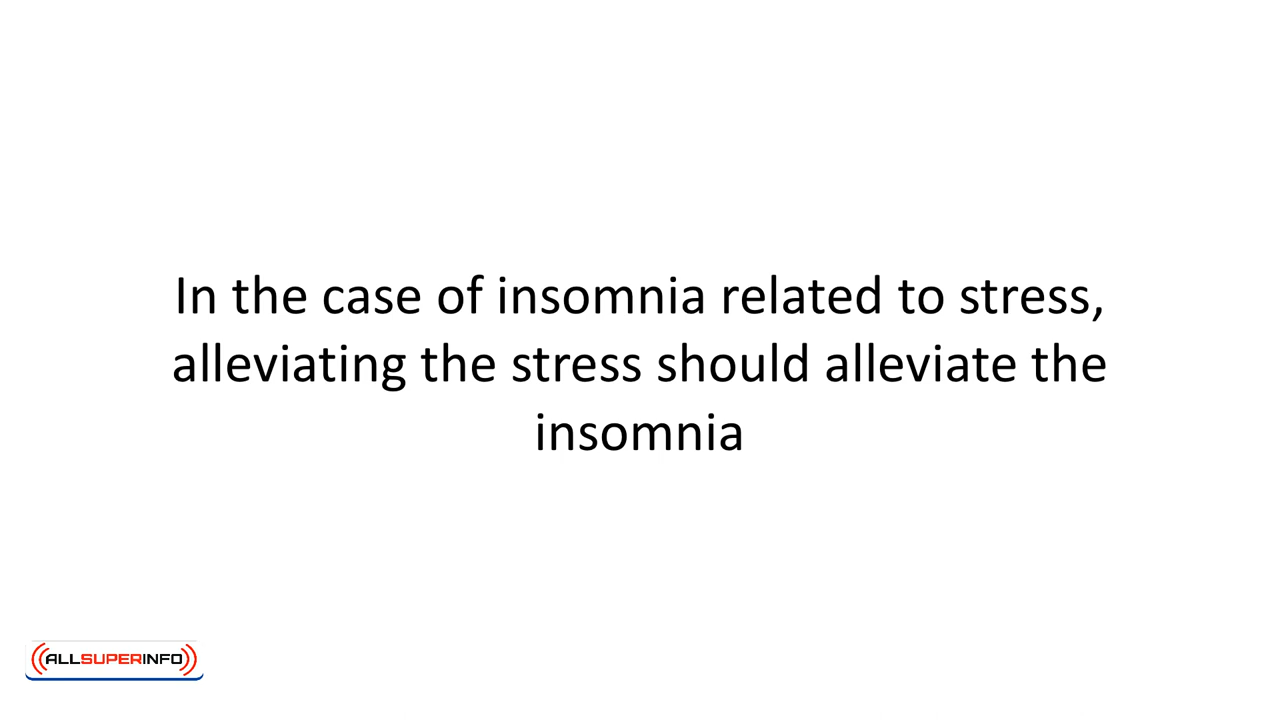 In the case of insomnia related to stress,
alleviating the stress should alleviate the
insomnia
ALLSUPERINFO